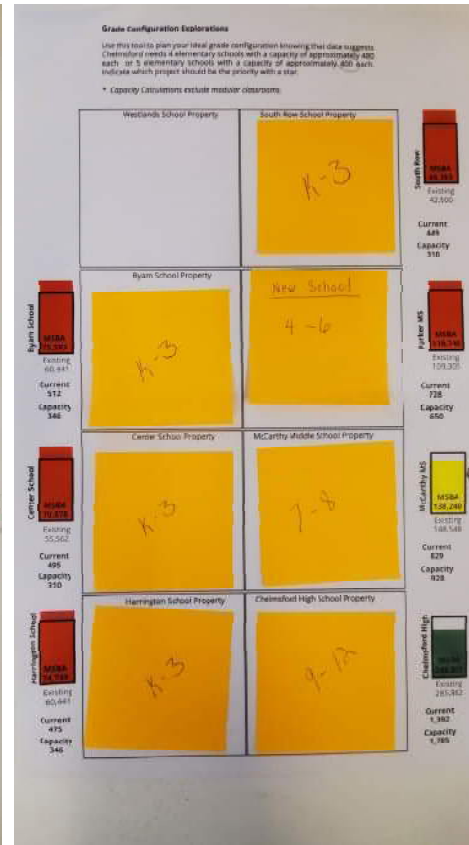 Grade Configuration Explorations
Use this tool to plan your ideal grade configuration knowing that data suggests
Chelmsford needs 4 elementary schools with a capacity of approximately 480
each or 5 elementary schools with a capacity of approximately 400 each.
Indicate which project should be the priority with a star.
* Capacity Calculations exclude modular classrooms.
Westlands School Property
South Row School Property
K-3
South Row
MSBA
Existing
42,500
Current
449
Capacity
310
Byam School
MSBA
Existing
60,441
Current
512
Capacity
346
Byam School Property
K-3
New School
4-6
Parker MS
MSBA
Existing
109,305
Current
728
Capacity
650
Center School
MSBA
Existing
55,562
Current
495
Capacity
310
Center School Property
K-3
McCarthy Middle School Property
7-8
McCarthy MS
MSBA
138,240
Existing
148,548
Current
829
Capacity
928
Harrington School
MSBA
Existing
60,441
Current
475
Capacity
346
Harrington School Property
K-3
Chelmsford High School Property
9-12
Chelmsford High
Existing
Current
1,392
Capacity
1,785